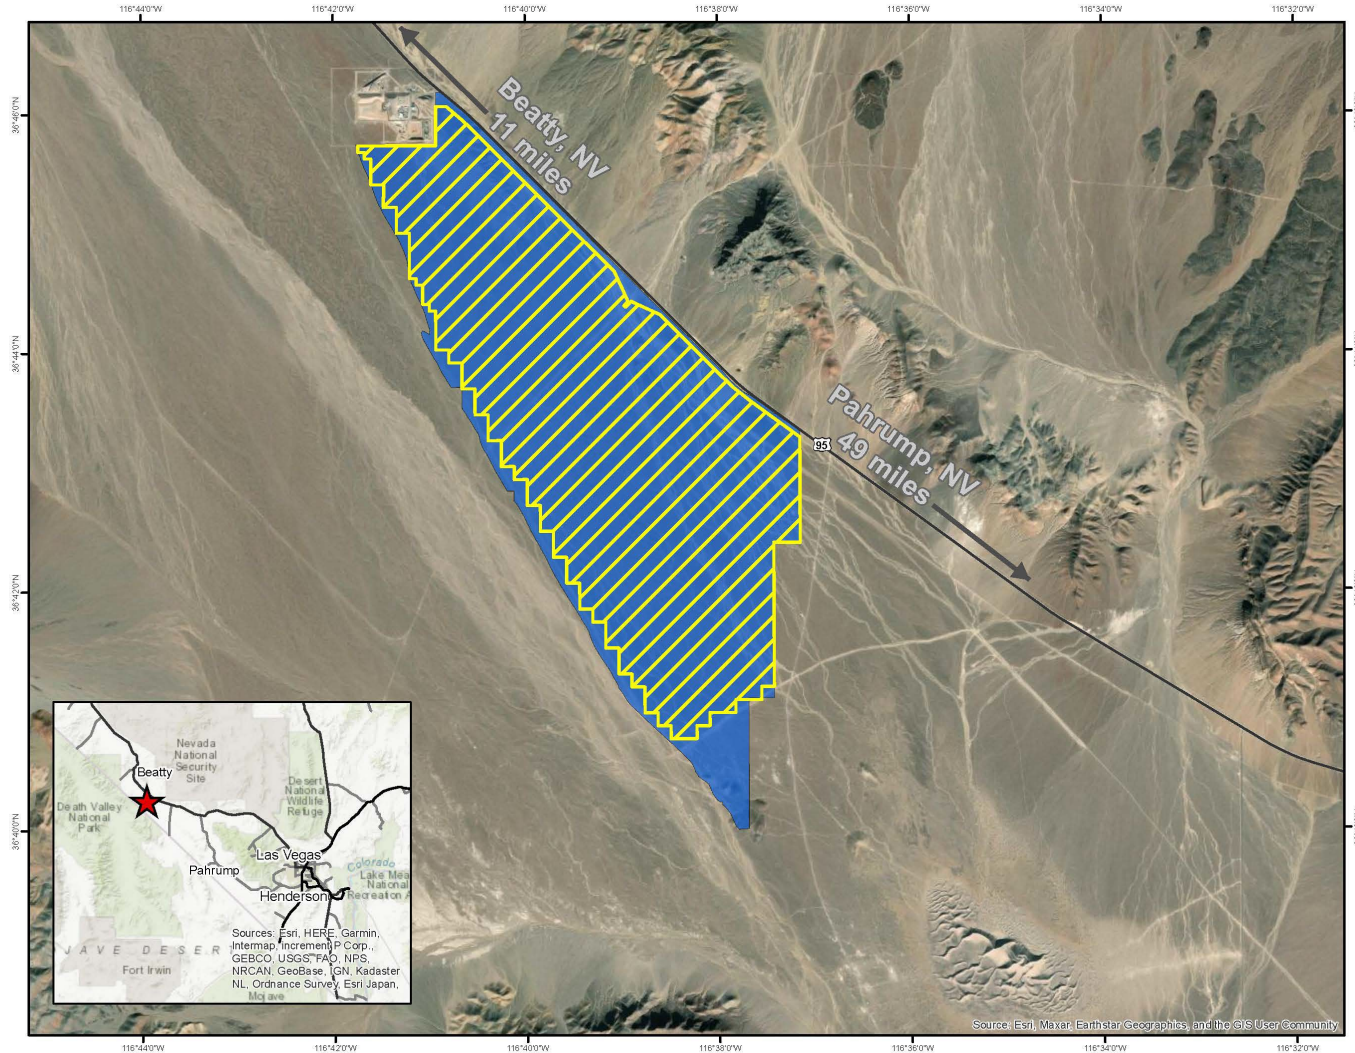 116°44'0"W 116°42'0"W 116°40'0"W 116°38'0"W 116°36'0"W 116°34'0"W 116°32'0"W
36°46'0"N
36°44'0"N
36°42'0"N
36°40'0"N
Beatty, NV
11 miles
95
Pahrump, NV
49 miles
Nevada
National
Security
Site
Beatty
Desert
National
Wildlife
Refuge
Death Valley
National
Park
Las Vegas
Colorado
Pahrump
Lake Mea
National
Recreation A
Henderson
JAVE DESER
Fort Irwin
Mojave
Sources: Esri, HERE, Garmin,
Intermap, increment P Corp.,
GEBCO, USGS, FAO, NPS,
NRCAN, GeoBase, IGN, Kadaster
NL, Ordnance Survey, Esri Japan,
Source: Esri, Maxar, Earthstar Geographics, and the GIS User Community
116°44'0"W 116°42'0"W 116°40'0"W 116°38'0"W 116°36'0"W 116°34'0"W 116°32'0"W